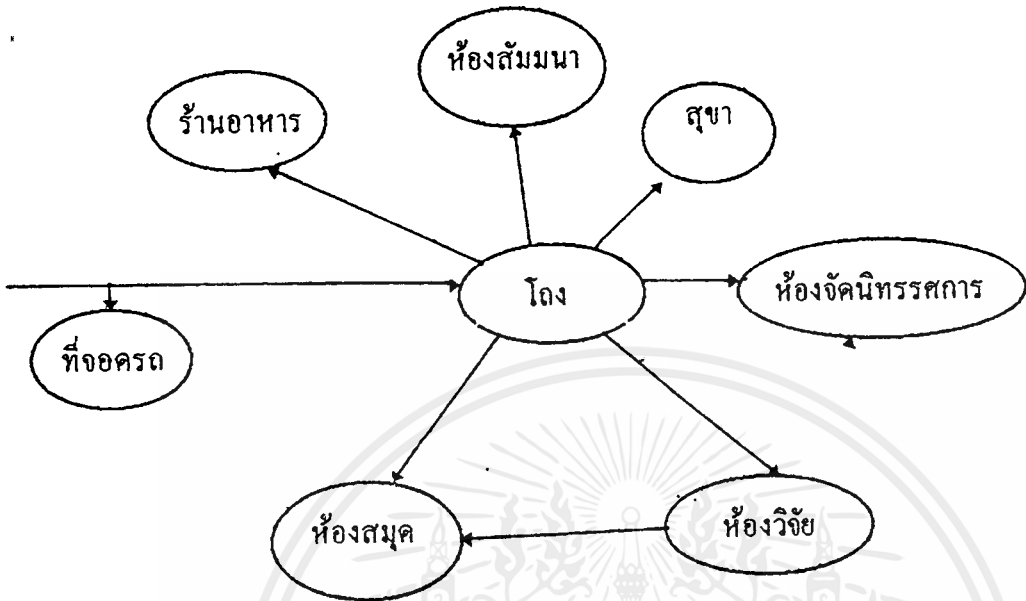 ห้องสัมมนา
ร้านอาหาร
สุขา
โถง
ห้องจัดนิทรรศการ
ที่จอดรถ
ห้องสมุด
ห้องวิจัย